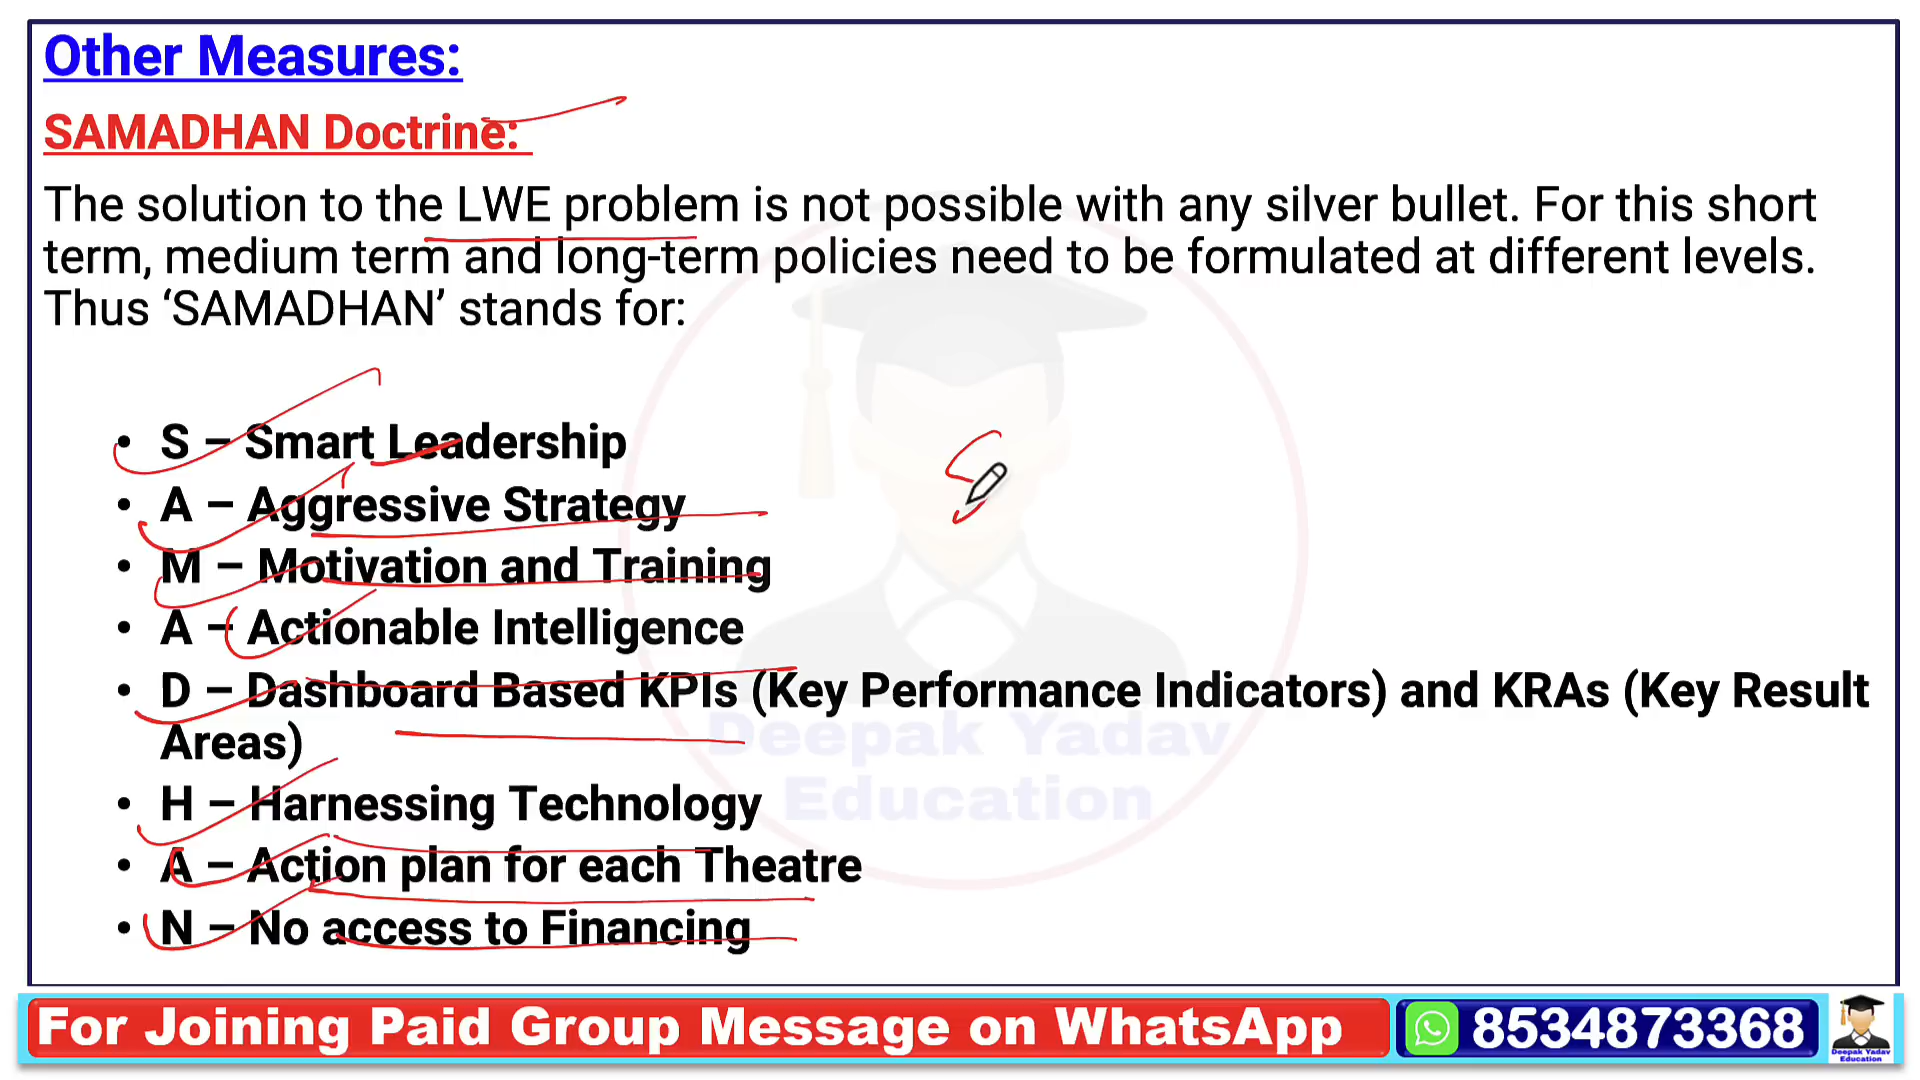 Other Measures:
SAMADHAN Doctrine:
The solution to the LWE problem is not possible with any silver bullet. For this short
term, medium term and long-term policies need to be formulated at different levels.
Thus ‘SAMADHAN’ stands for:
• S – Smart Leadership
• A – Aggressive Strategy
• M – Motivation and Training
• A – Actionable Intelligence
• D – Dashboard Based KPIs (Key Performance Indicators) and KRAs (Key Result
Areas)
• H – Harnessing Technology
• A – Action plan for each Theatre
• N – No access to Financing
S
Deepak Yadav
Education
For Joining Paid Group Message on WhatsApp
8534873368
Deepak Yadav
Education